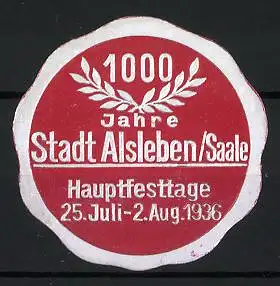 1000
Jahre
Stadt Alsleben/Saale
Hauptfesttage
25.Juli-2.Aug.1936